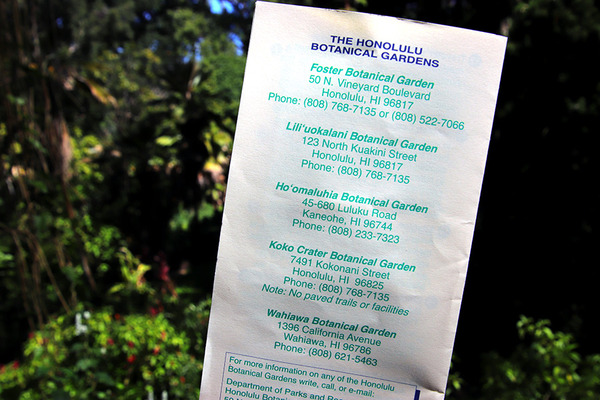 THE HONOLULU
BOTANICAL GARDENS
Foster Botanical Garden
50 N. Vineyard Boulevard
Honolulu, HI 96817
Phone: (808) 768-7135 or (808) 522-7066
Lili‘uokalani Botanical Garden
123 North Kuakini Street
Honolulu, HI 96817
Phone: (808) 768-7135
Ho‘omaluhia Botanical Garden
45-680 Luluku Road
Kaneohe, HI 96744
Phone: (808) 233-7323
Koko Crater Botanical Garden
7491 Kokonani Street
Honolulu, HI 96825
Phone: (808) 768-7135
Note: No paved trails or facilities
Wahiawa Botanical Garden
1396 California Avenue
Wahiawa, HI 96786
Phone: (808) 621-5463
For more information on any of the Honolulu
Botanical Gardens write, call, or e-mail:
Department of Parks and
Honolulu